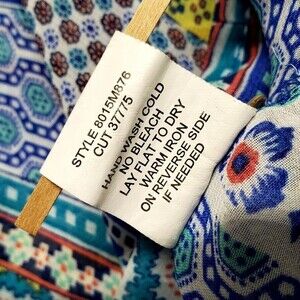 STYLE 8015M876
CUT 37775
HAND WASH COLD
NO BLEACH
LAY FLAT TO DRY
WARM IRON
ON REVERSE SIDE
IF NEEDED